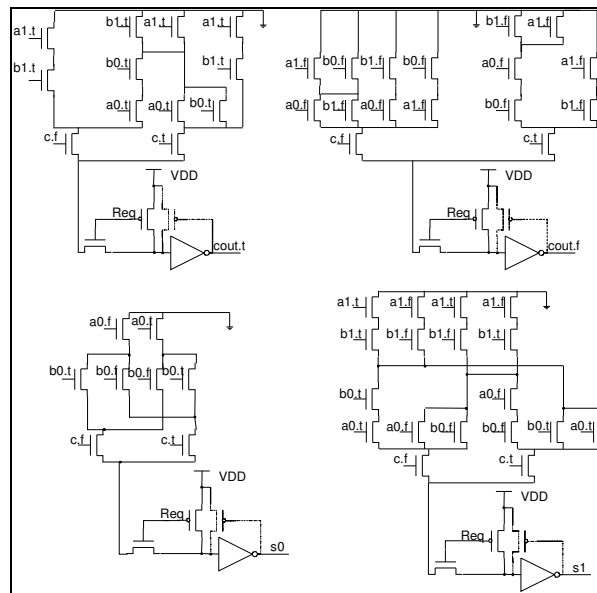 b1.t a1.t
a1.t
b1.t b0.t b1.t
a0.t a0.t b0.t
c.f c.t
VDD
Req
cout.t
b1.f a1.f
a1.f b0.f b1.f b0.f a0.f a1.f
a0.f b1.f a0.f a1.f b0.f b1.f
c.f c.t
VDD
Req
cout.f
a0.f a0.t
b0.t b0.f b0.f b0.t
c.f c.t
VDD
Req
s0
a1.t a1.f a1.t a1.f
b1.t b1.f b1.f b1.t
b0.t a0.f
a0.t a0.f b0.f b0.f b0.t a0.t
c.f c.t
VDD
Req
s1